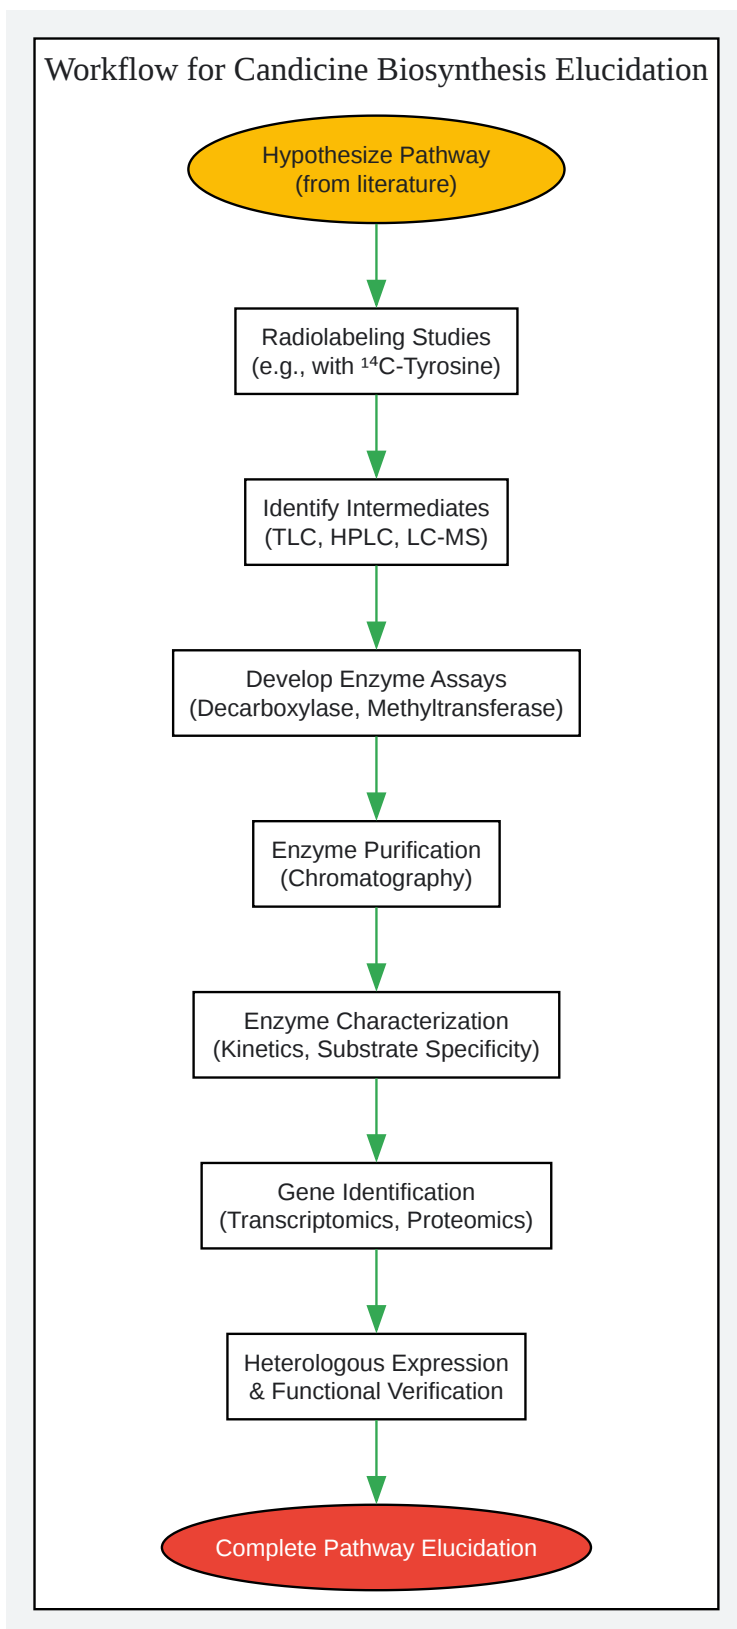 Workflow for Candicine Biosynthesis Elucidation
Hypothesize Pathway
(from literature)
Radiolabeling Studies
(e.g., with ¹⁴C-Tyrosine)
Identify Intermediates
(TLC, HPLC, LC-MS)
Develop Enzyme Assays
(Decarboxylase, Methyltransferase)
Enzyme Purification
(Chromatography)
Enzyme Characterization
(Kinetics, Substrate Specificity)
Gene Identification
(Transcriptomics, Proteomics)
Heterologous Expression
& Functional Verification
Complete Pathway Elucidation